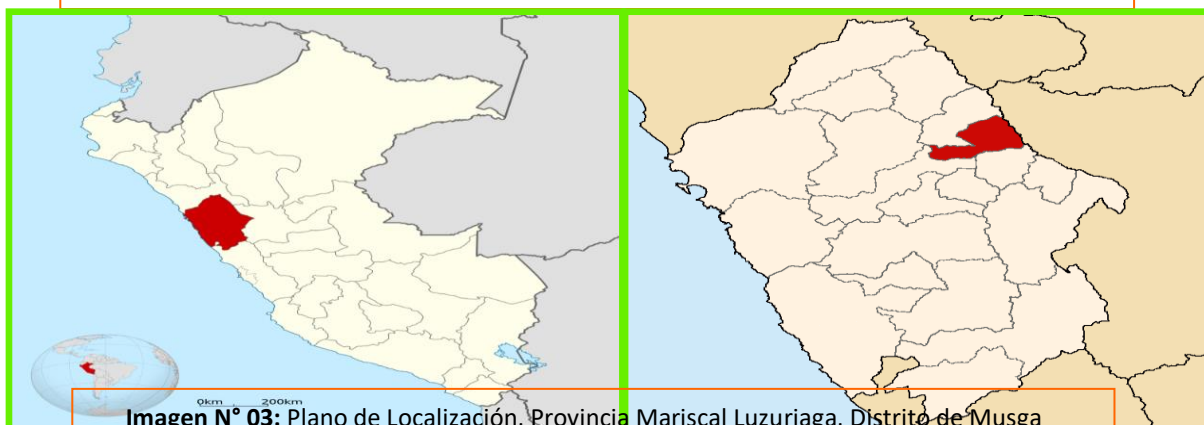 0km 200km
Imagen N° 03: Plano de Localización. Provincia Mariscal Luzuriaga. Distrito de Musga